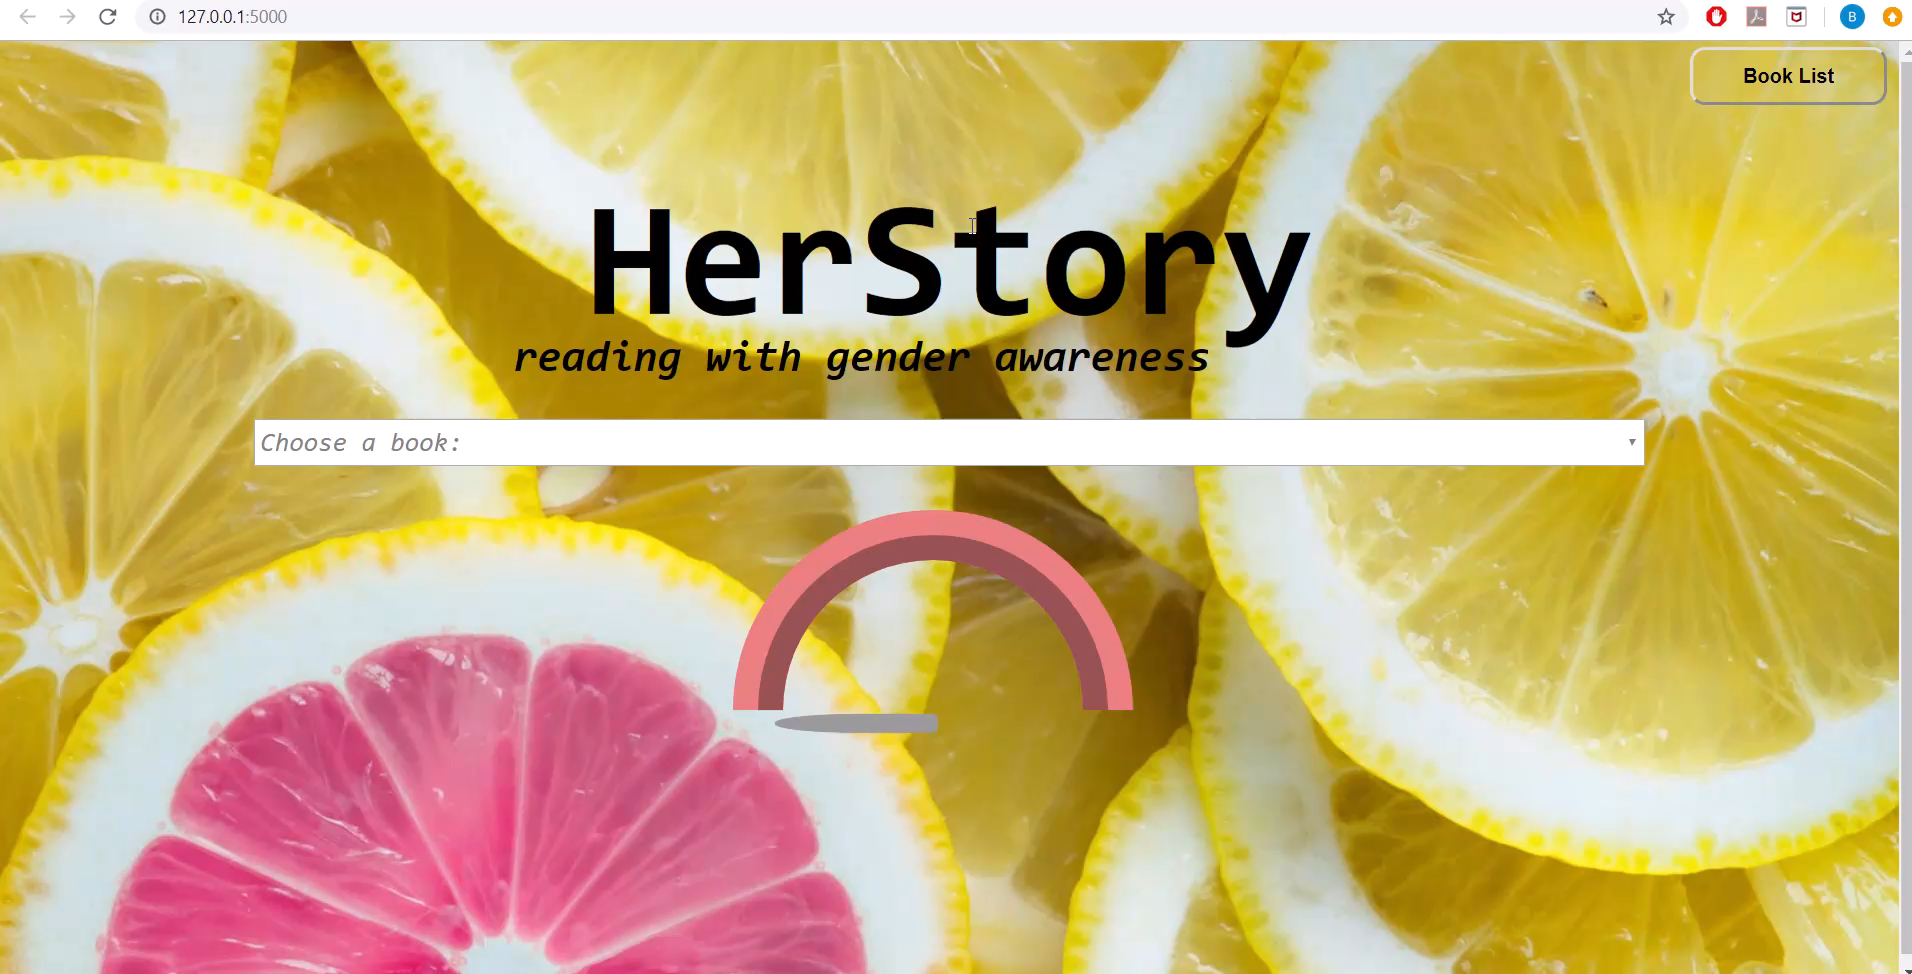 127.0.0.1:5000
B
Book List
HerStory
reading with gender awareness
Choose a book: